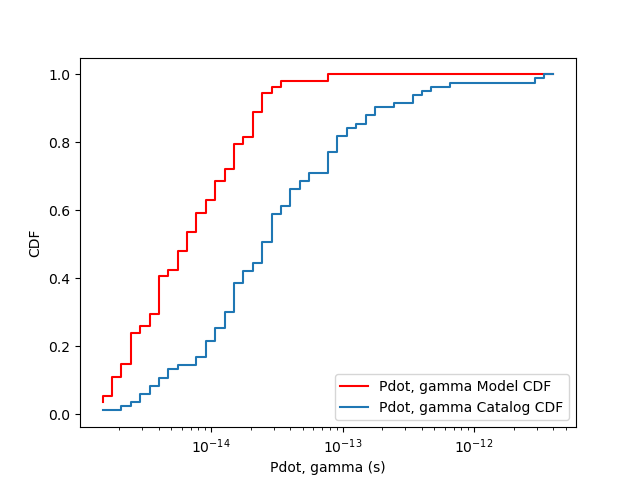 1.0
0.8
0.6
0.4
0.2
0.0
CDF
10⁻¹⁴
10⁻¹³
10⁻¹²
Pdot, gamma (s)
Pdot, gamma Model CDF
Pdot, gamma Catalog CDF